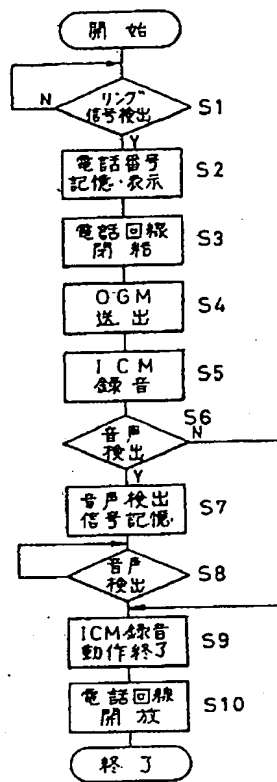 開始
N
リング
信号検出
S1
Y
電話番号
記憶・表示
S2
電話回線
閉結
S3
OGM
送出
S4
ICM
録音
S5
S6
音声
検出
N
Y
音声検出
信号記憶
S7
音声
検出
S8
ICM録音
動作終了
S9
電話回線
開放
S10
終了